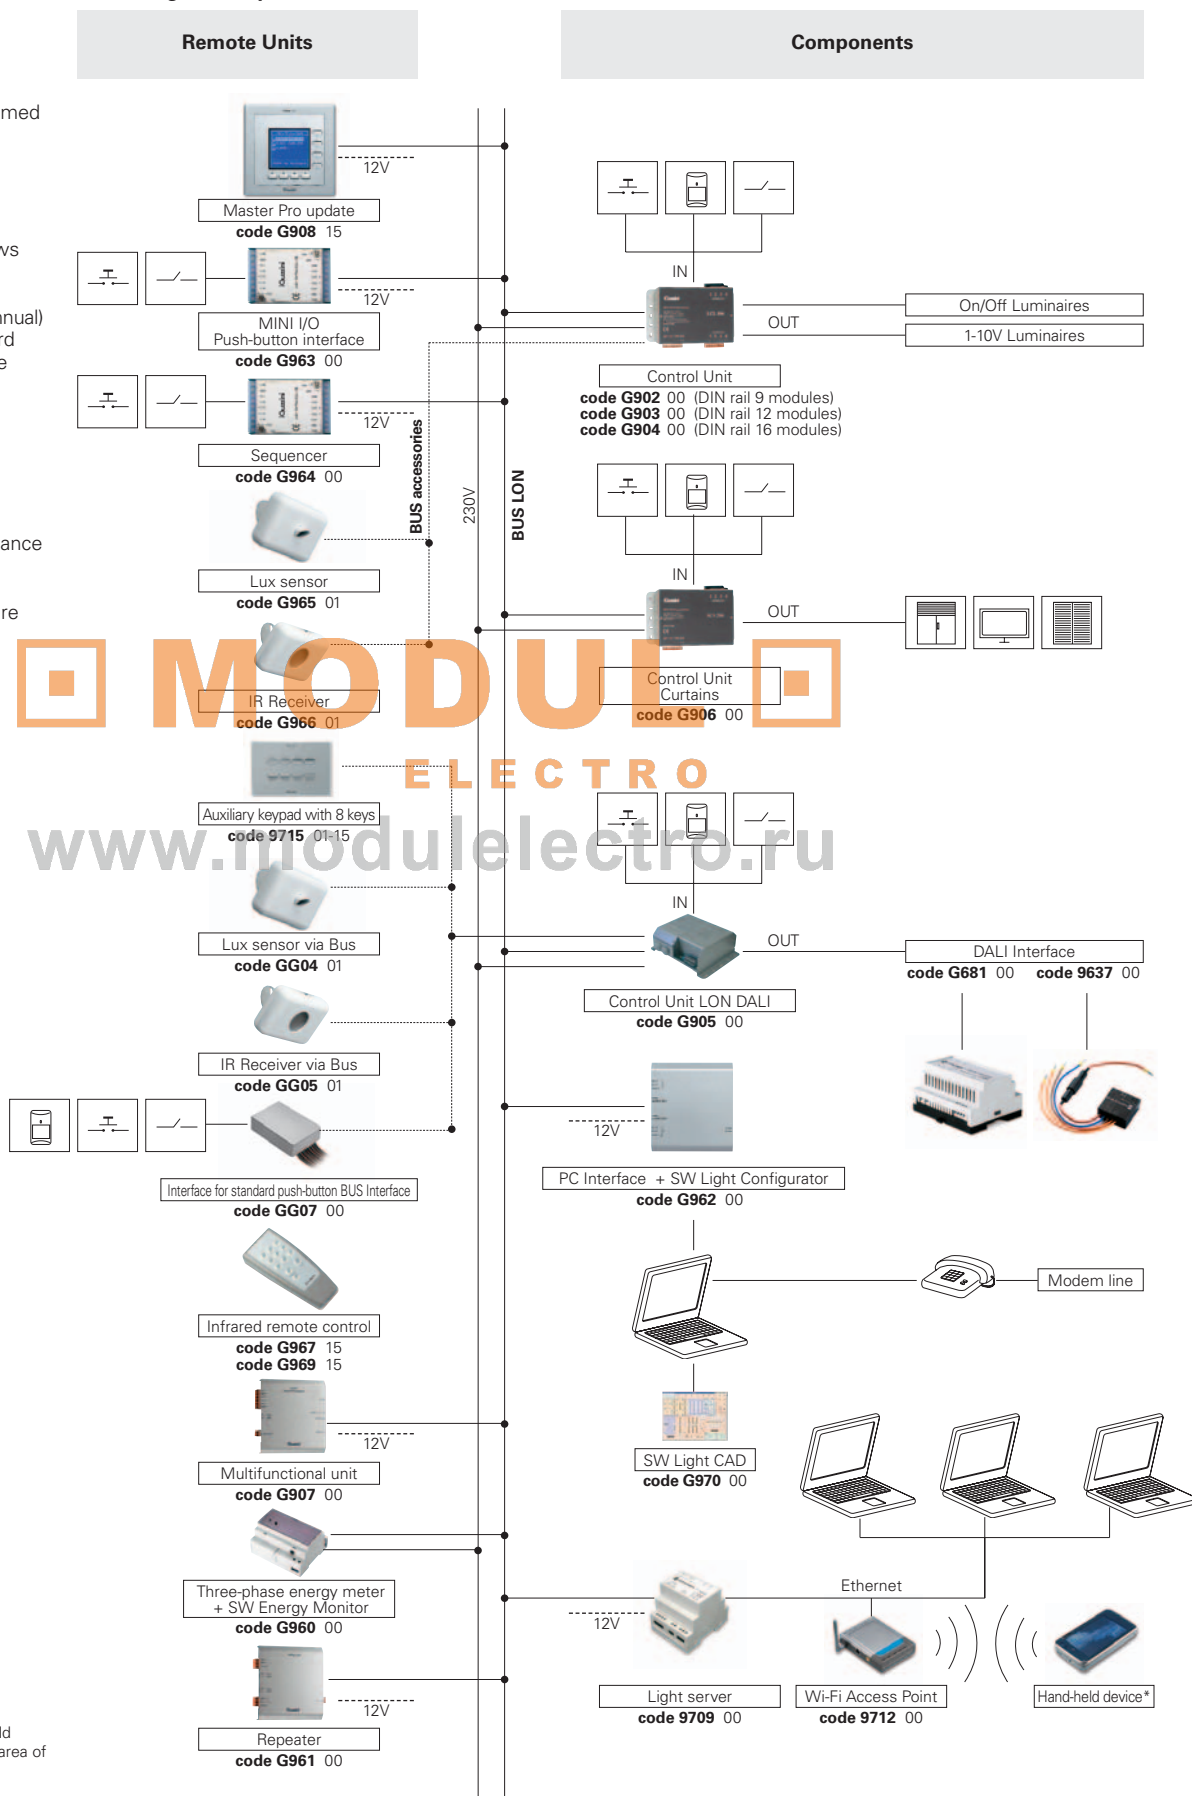 Remote Units
Components
med
ws
nnual)
rd
e
ance
re
ld
area of
12V
Master Pro update
code G908 15
12V
MINI I/O
Push-button interface
code G963 00
12V
Sequencer
code G964 00
Lux sensor
code G965 01
IR Receiver
code G966 01
Auxiliary keypad with 8 keys
code 9715 01-15
Lux sensor via Bus
code GG04 01
IR Receiver via Bus
code GG05 01
Interface for standard push-button BUS Interface
code GG07 00
Infrared remote control
code G967 15
code G969 15
12V
Multifunctional unit
code G907 00
Three-phase energy meter
+ SW Energy Monitor
code G960 00
12V
Repeater
code G961 00
BUS accessories
230V
BUS LON
IN
OUT
On/Off Luminaires
1-10V Luminaires
Control Unit
code G902 00 (DIN rail 9 modules)
code G903 00 (DIN rail 12 modules)
code G904 00 (DIN rail 16 modules)
IN
OUT
Control Unit
Curtains
code G906 00
IN
OUT
DALI Interface
code G681 00 code 9637 00
Control Unit LON DALI
code G905 00
12V
PC Interface + SW Light Configurator
code G962 00
Modem line
SW Light CAD
code G970 00
Ethernet
12V
Light server
code 9709 00
Wi-Fi Access Point
code 9712 00
Hand-held device*
MODUL
ELECTRO
www.modulelectro.ru